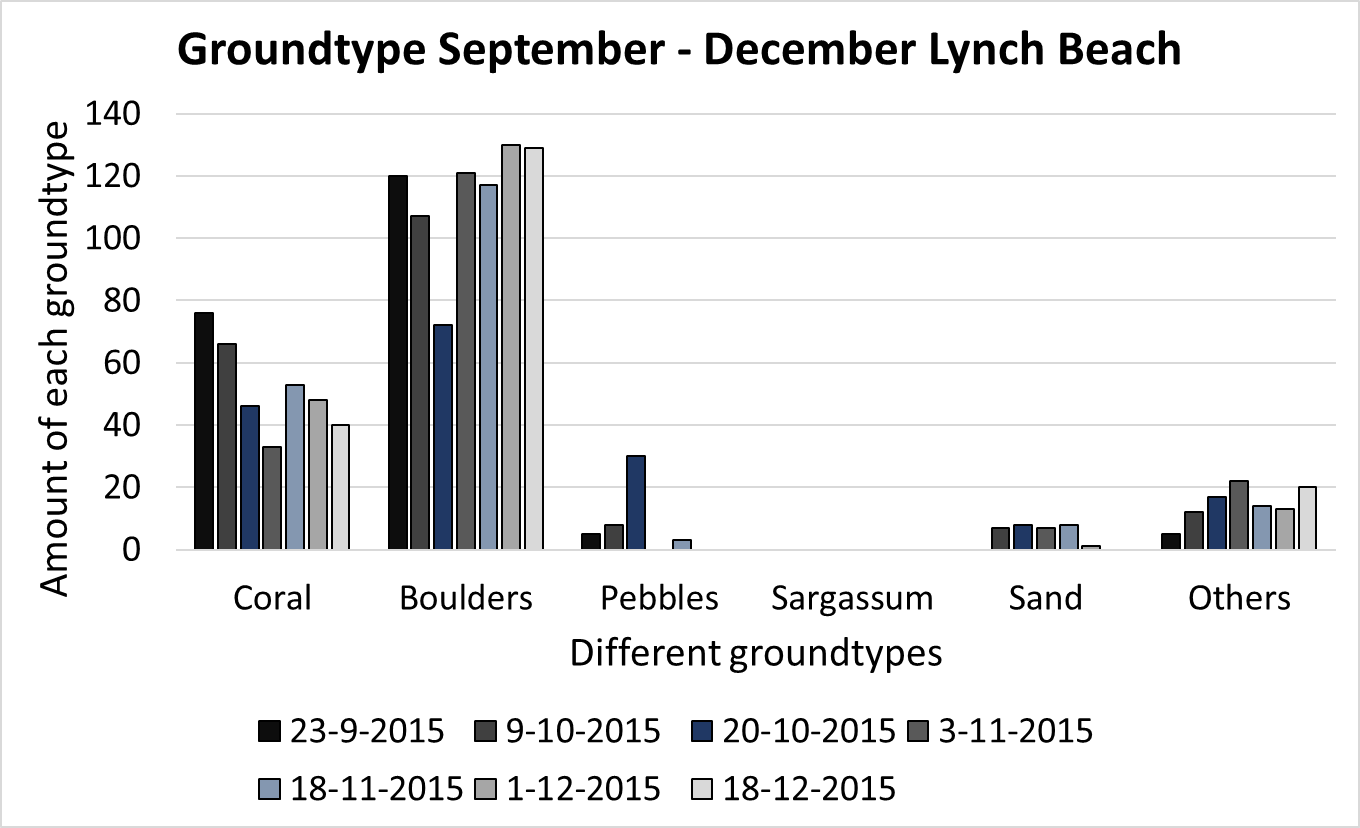 Groundtype September - December Lynch Beach
Amount of each groundtype
140
120
100
80
60
40
20
0
Coral Boulders Pebbles Sargassum Sand Others
Different groundtypes
23-9-2015 9-10-2015 20-10-2015 3-11-2015
18-11-2015 1-12-2015 18-12-2015